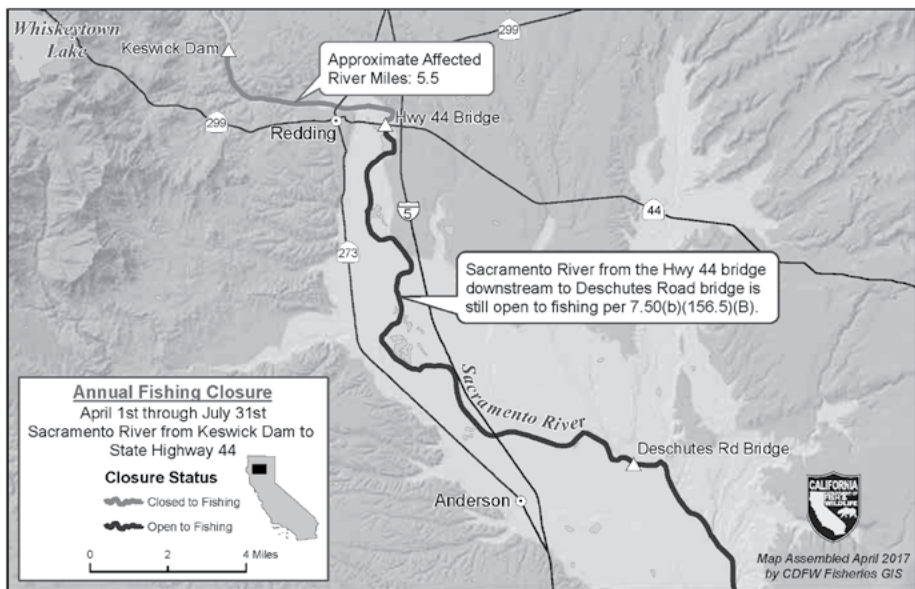 Whiskeytown
Lake
Keswick Dam
299
Approximate Affected
River Miles: 5.5
299
Redding
Hwy 44 Bridge
5
44
273
Sacramento River from the Hwy 44 bridge
downstream to Deschutes Road bridge is
still open to fishing per 7.50(b)(156.5)(B).
Sacramento River
Deschutes Rd Bridge
Anderson
Annual Fishing Closure
April 1st through July 31st
Sacramento River from Keswick Dam to
State Highway 44
Closure Status
Closed to Fishing
Open to Fishing
0 2 4 Miles
CALIFORNIA
FISH &
WILDLIFE
Map Assembled April 2017
by CDFW Fisheries GIS